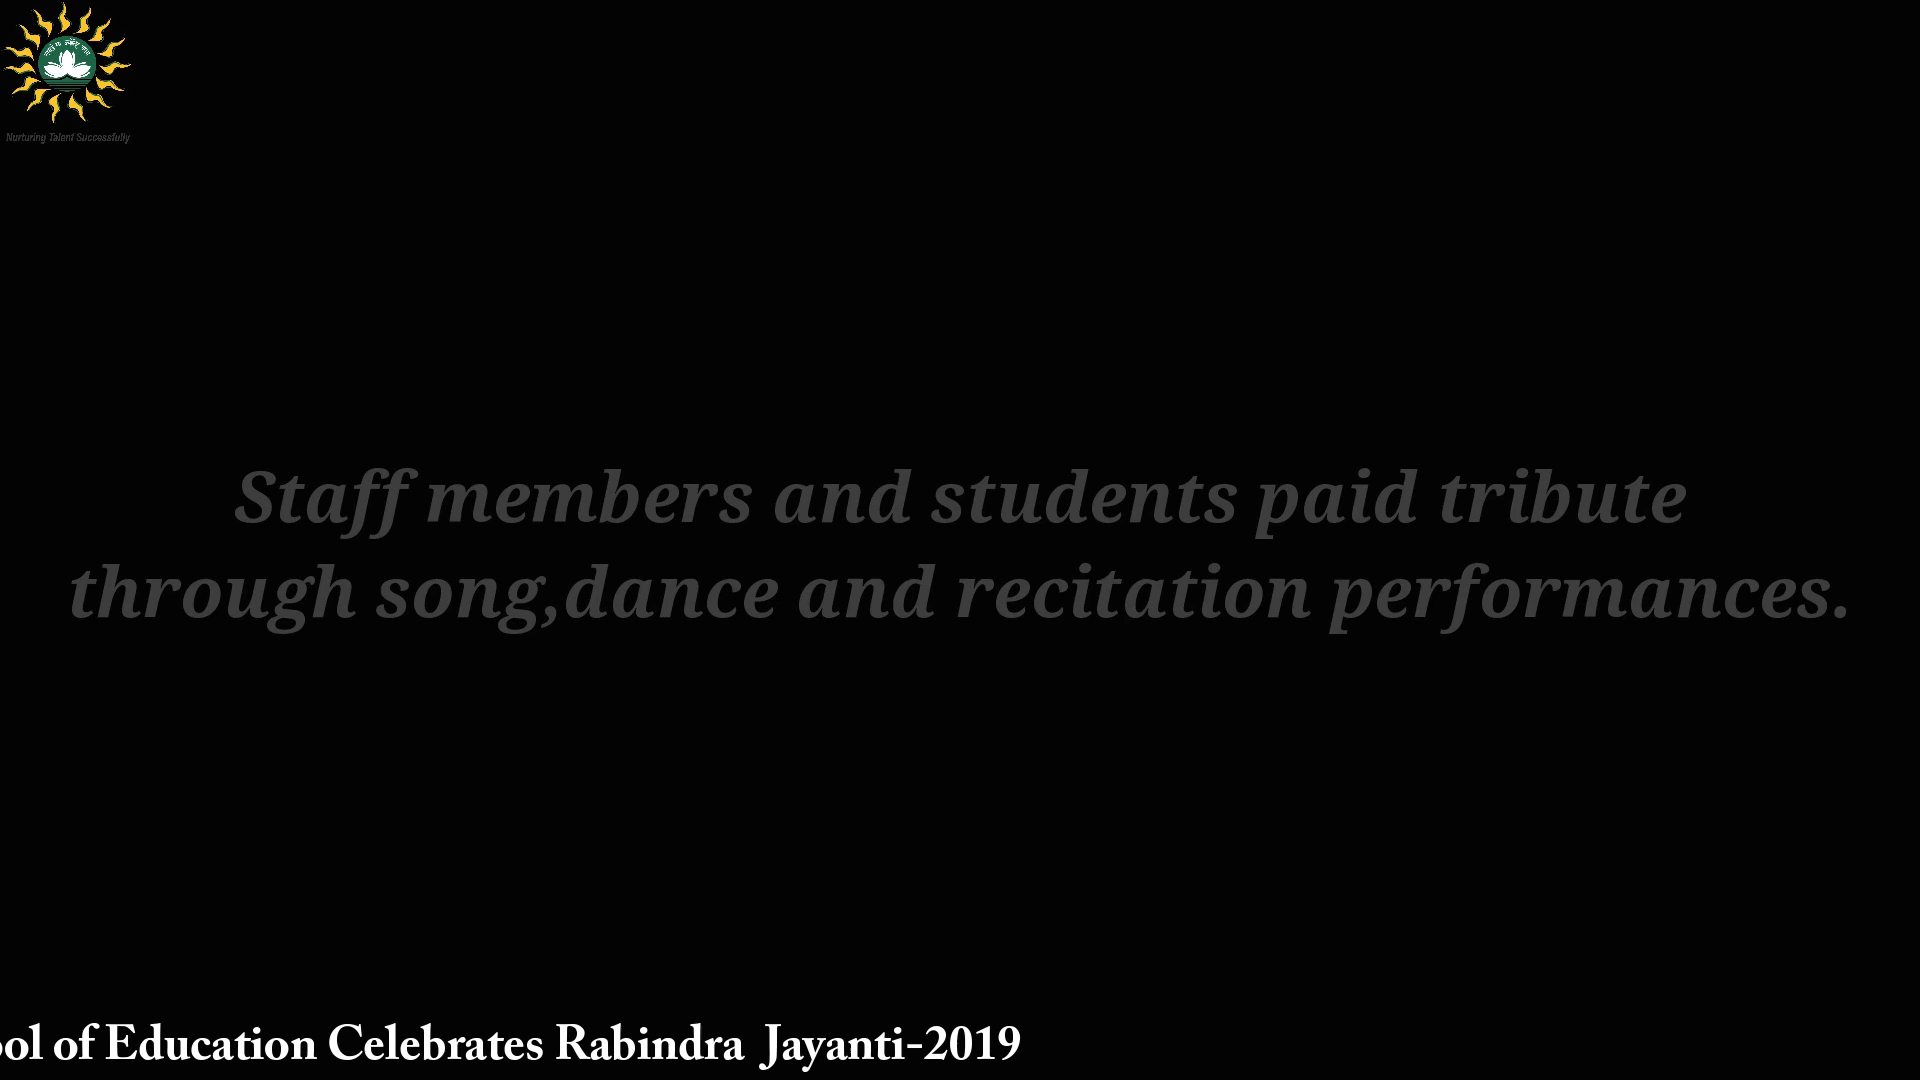 Nurturing Talent Successfully
Staff members and students paid tribute
through song,dance and recitation performances.
ol of Education Celebrates Rabindra Jayanti-2019